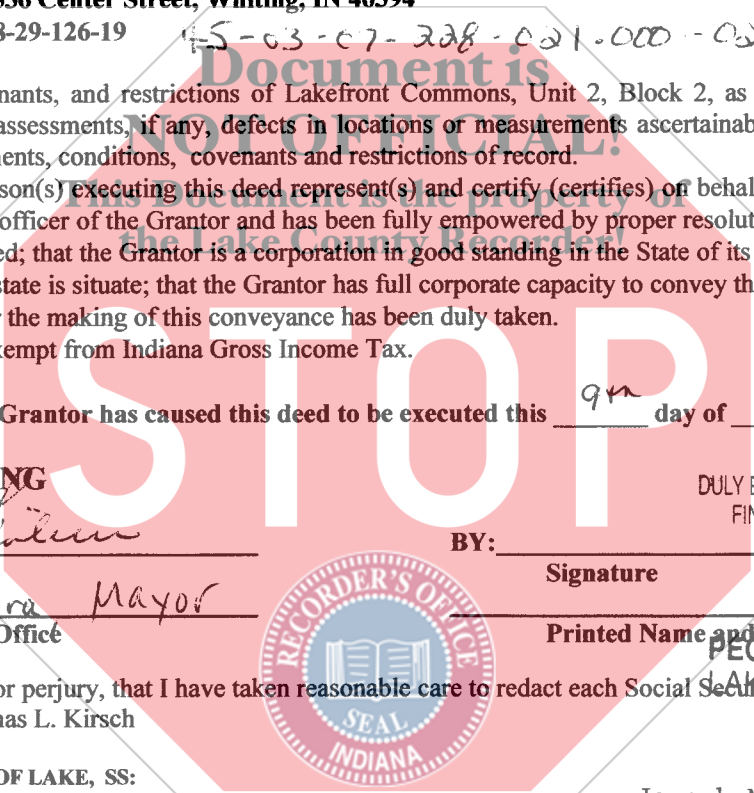 836 Center Street, Whiting, IN 46394
8-29-126-19 45-03-07-228-021.000-02
Document is
nants, and restrictions of Lakefront Commons, Unit 2, Block 2, as
NOT OFFICIAL!
assessments, if any, defects in locations or measurements ascertainab
nents, conditions, covenants and restrictions of record.
This Document is the property of
son(s) executing this deed represent(s) and certify (certifies) on behal
officer of the Grantor and has been fully empowered by proper resolut
the Lake County Recorder!
ed; that the Grantor is a corporation in good standing in the State of its
state is situate; that the Grantor has full corporate capacity to convey th
r the making of this conveyance has been duly taken.
xempt from Indiana Gross Income Tax.
STOP
Grantor has caused this deed to be executed this 9th day of
NG
DULY E
FIN
BY:
Signature
ra Mayor
Office
Printed Name and
or perjury, that I have taken reasonable care to redact each Social Secu
nas L. Kirsch
RECORDER'S OFFICE
SEAL
INDIANA
OF LAKE, SS: